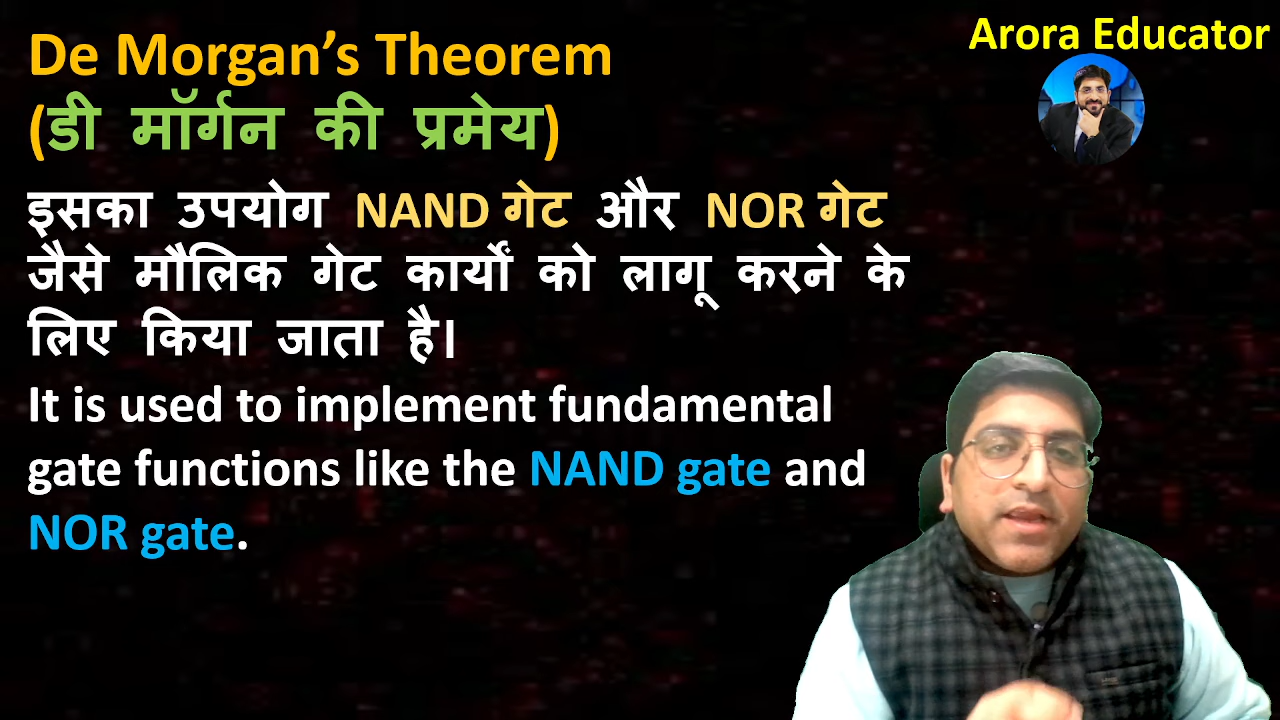 De Morgan’s Theorem
Arora Educator
(डी मॉर्गन की प्रमेय)
इसका उपयोग NAND गेट और NOR गेट
जैसे मौलिक गेट कार्यों को लागू करने के
लिए किया जाता है।
It is used to implement fundamental
gate functions like the NAND gate and
NOR gate.